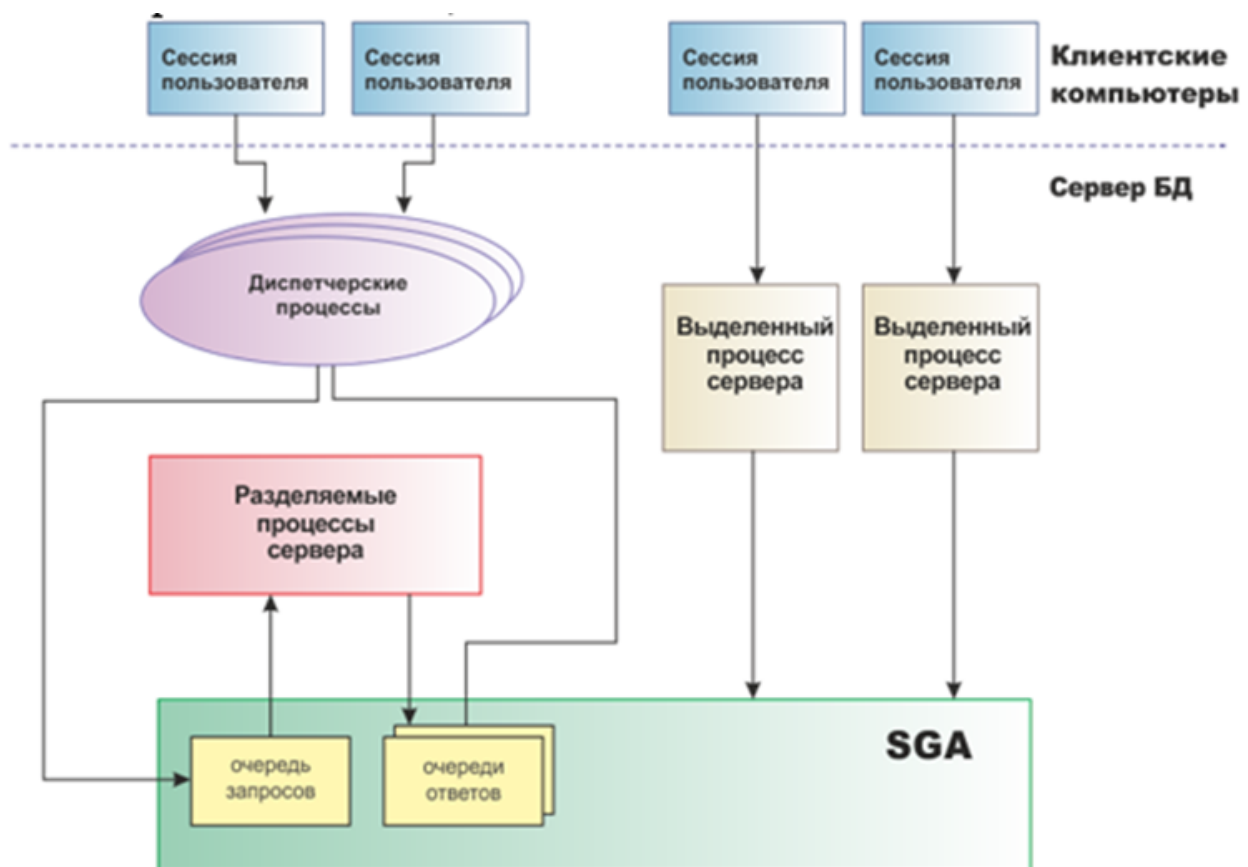 Сессия
пользователя
Сессия
пользователя
Сессия
пользователя
Сессия
пользователя
Клиентские
компьютеры
Сервер БД
Диспетчерские
процессы
Выделенный
процесс
сервера
Выделенный
процесс
сервера
Разделяемые
процессы
сервера
SGA
очередь
запросов
очереди
ответов